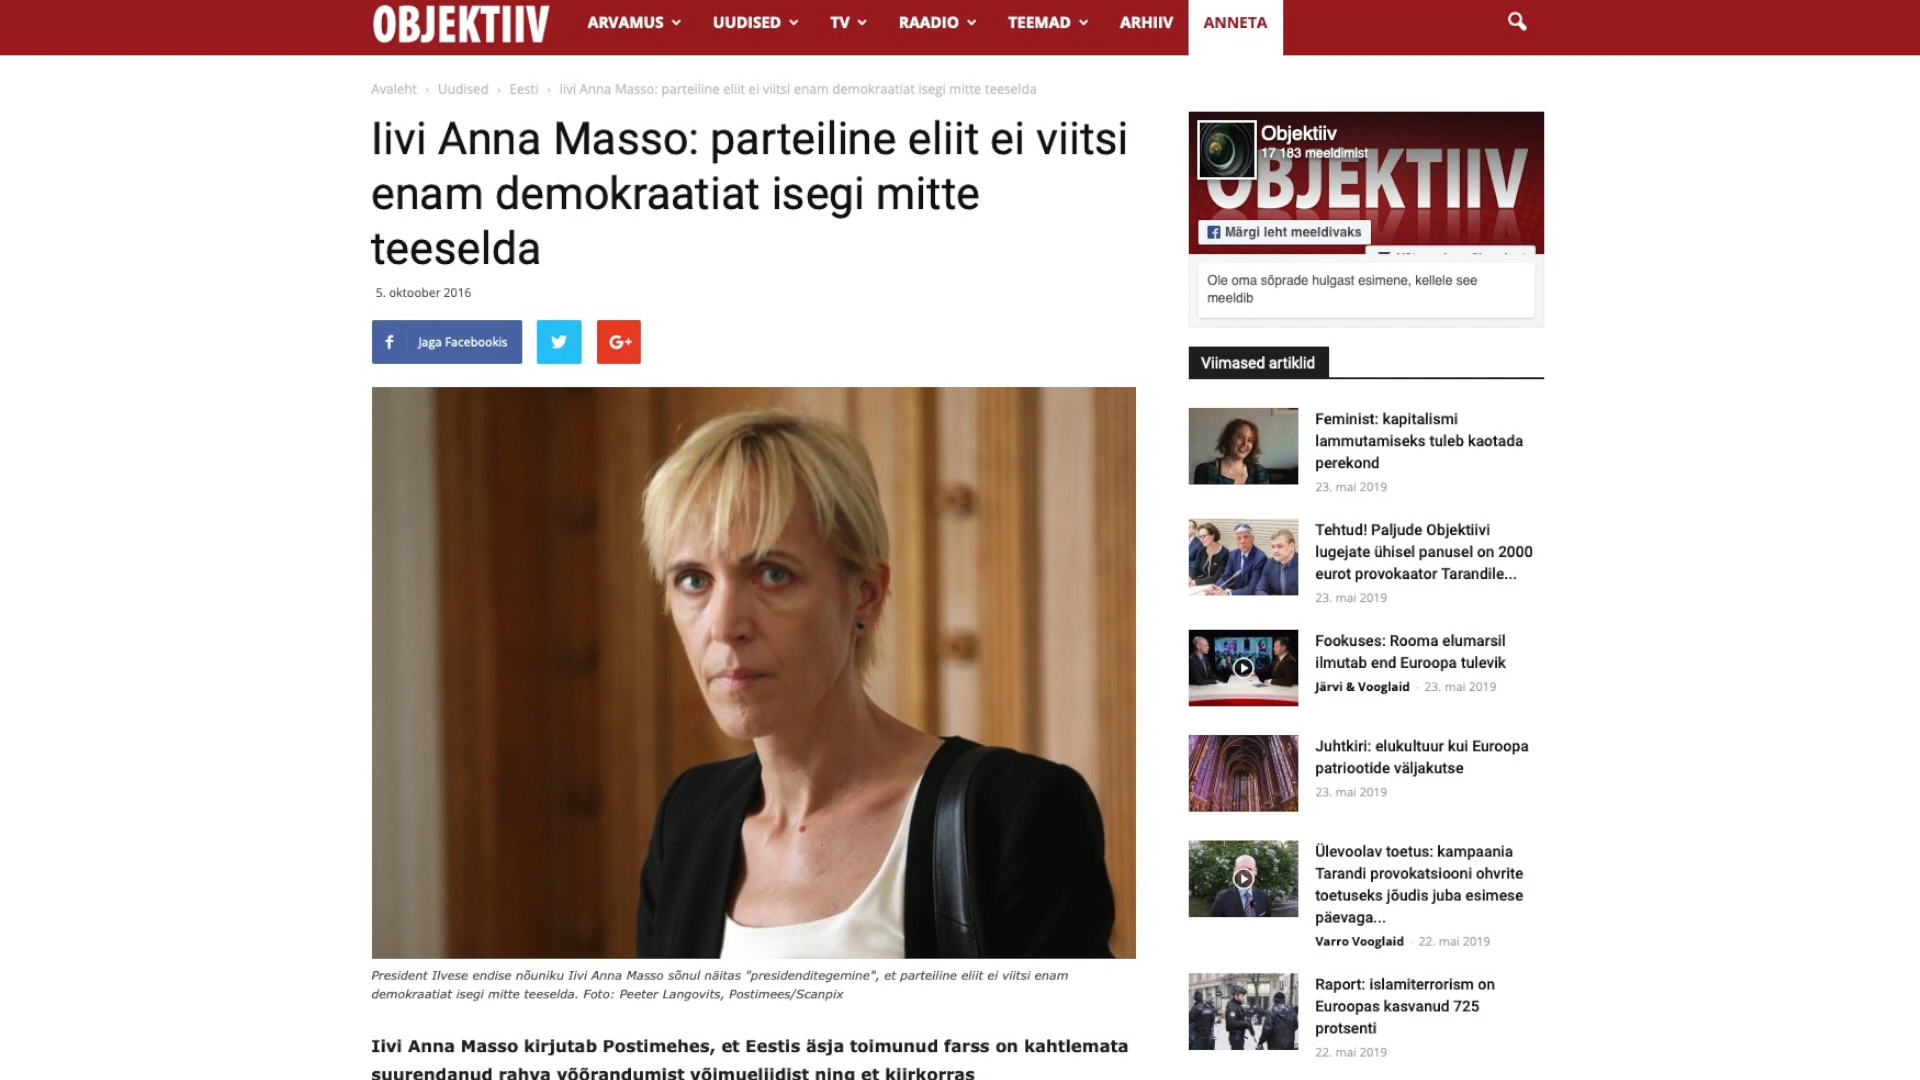 OBJEKTIIV
ARVAMUS
UUDISED
TV
RAADIO
TEEMAD
ARHIIV
ANNETA
Avaleht › Uudised › Eesti › Iivi Anna Masso: parteiline eliit ei viitsi enam demokraatiat isegi mitte teeselda
Iivi Anna Masso: parteiline eliit ei viitsi
enam demokraatiat isegi mitte
teeselda
5. oktoober 2016
Jaga Facebookis
G+
President Ilvese endise nõuniku Iivi Anna Masso sõnul näitas "presidenditegemine", et parteiline eliit ei viitsi enam
demokraatiat isegi mitte teeselda. Foto: Peeter Langovits, Postimees/Scanpix
Iivi Anna Masso kirjutab Postimehes, et Eestis äsja toimunud farss on kahtlemata
suurendanud rahva võõrandumist võimueliidist ning et kiirkorras
Objektiiv
17 183 meeldimist
OBJEKTIIV
Märgi leht meeldivaks
Ole oma sõprade hulgast esimene, kellele see
meeldib
Viimased artiklid
Feminist: kapitalismi
lammutamiseks tuleb kaotada
perekond
23. mai 2019
Tehtud! Paljude Objektiivi
lugejate ühisel panusel on 2000
eurot provokaator Tarandile...
23. mai 2019
Fookuses: Rooma elumarsil
ilmutab end Euroopa tulevik
Järvi & Vooglaid - 23. mai 2019
Juhtkiri: elukultuur kui Euroopa
patriootide väljakutse
23. mai 2019
Ülevoolav toetus: kampaania
Tarandi provokatsiooni ohvrite
toetuseks jõudis juba esimese
päevaga...
Varro Vooglaid - 22. mai 2019
Raport: islamiterrorism on
Euroopas kasvanud 725
protsenti
22. mai 2019